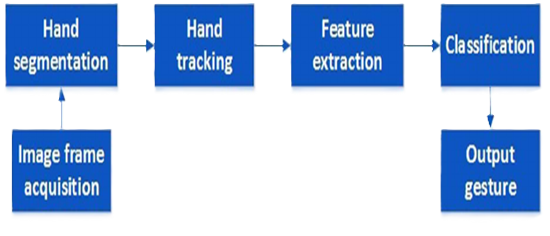 Hand
segmentation
Hand
tracking
Feature
extraction
Classification
Image frame
acquisition
Output
gesture